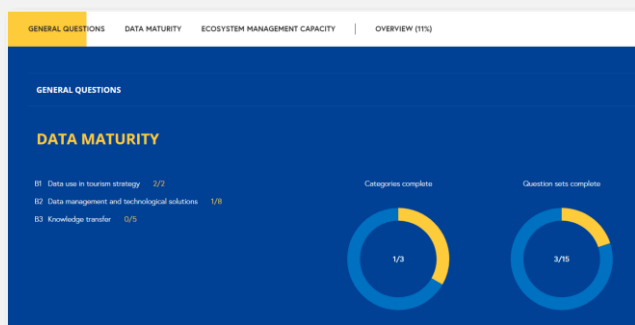 GENERAL QUESTIONS DATA MATURITY ECOSYSTEM MANAGEMENT CAPACITY OVERVIEW (11%)
GENERAL QUESTIONS
DATA MATURITY
B1 Data use in tourism strategy 2/2
B2 Data management and technological solutions 1/8
B3 Knowledge transfer 0/5
Categories complete
1/3
Question sets complete
3/15